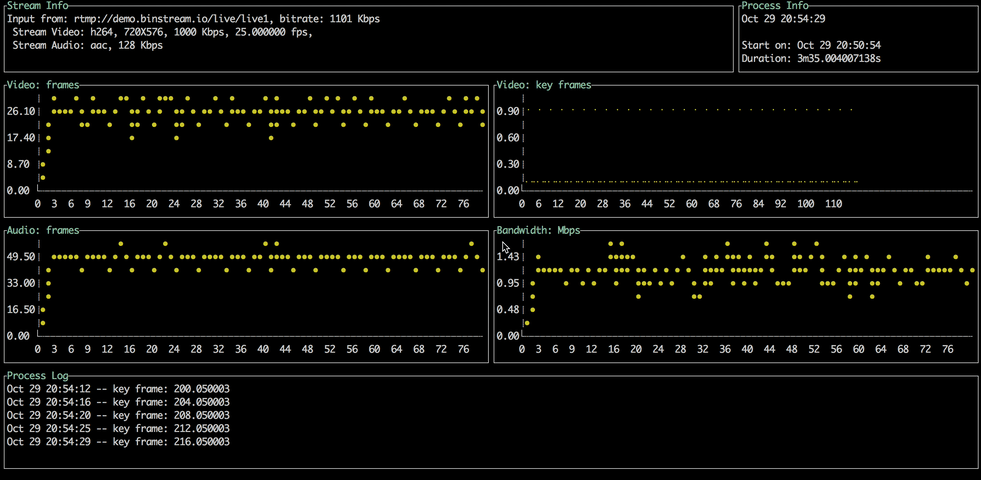 Stream Info
Input from: rtmp://demo.binstream.io/live/live1, bitrate: 1101 Kbps
Stream Video: h264, 720X576, 1000 Kbps, 25.000000 fps,
Stream Audio: aac, 128 Kbps
Process Info
Oct 29 20:54:29
Start on: Oct 29 20:50:54
Duration: 3m35.004007138s
Video: frames
26.10
17.40
8.70
0.00
0 3 6 9 12 16 20 24 28 32 36 40 44 48 52 56 60 64 68 72 76
Video: key frames
0.90
0.60
0.30
0.00
0 6 12 20 28 36 44 52 60 68 76 84 92 100 110
Audio: frames
49.50
33.00
16.50
0.00
0 3 6 9 12 16 20 24 28 32 36 40 44 48 52 56 60 64 68 72 76
Bandwidth: Mbps
1.43
0.95
0.48
0.00
0 3 6 9 12 16 20 24 28 32 36 40 44 48 52 56 60 64 68 72 76
Process Log
Oct 29 20:54:12 -- key frame: 200.050003
Oct 29 20:54:16 -- key frame: 204.050003
Oct 29 20:54:20 -- key frame: 208.050003
Oct 29 20:54:25 -- key frame: 212.050003
Oct 29 20:54:29 -- key frame: 216.050003